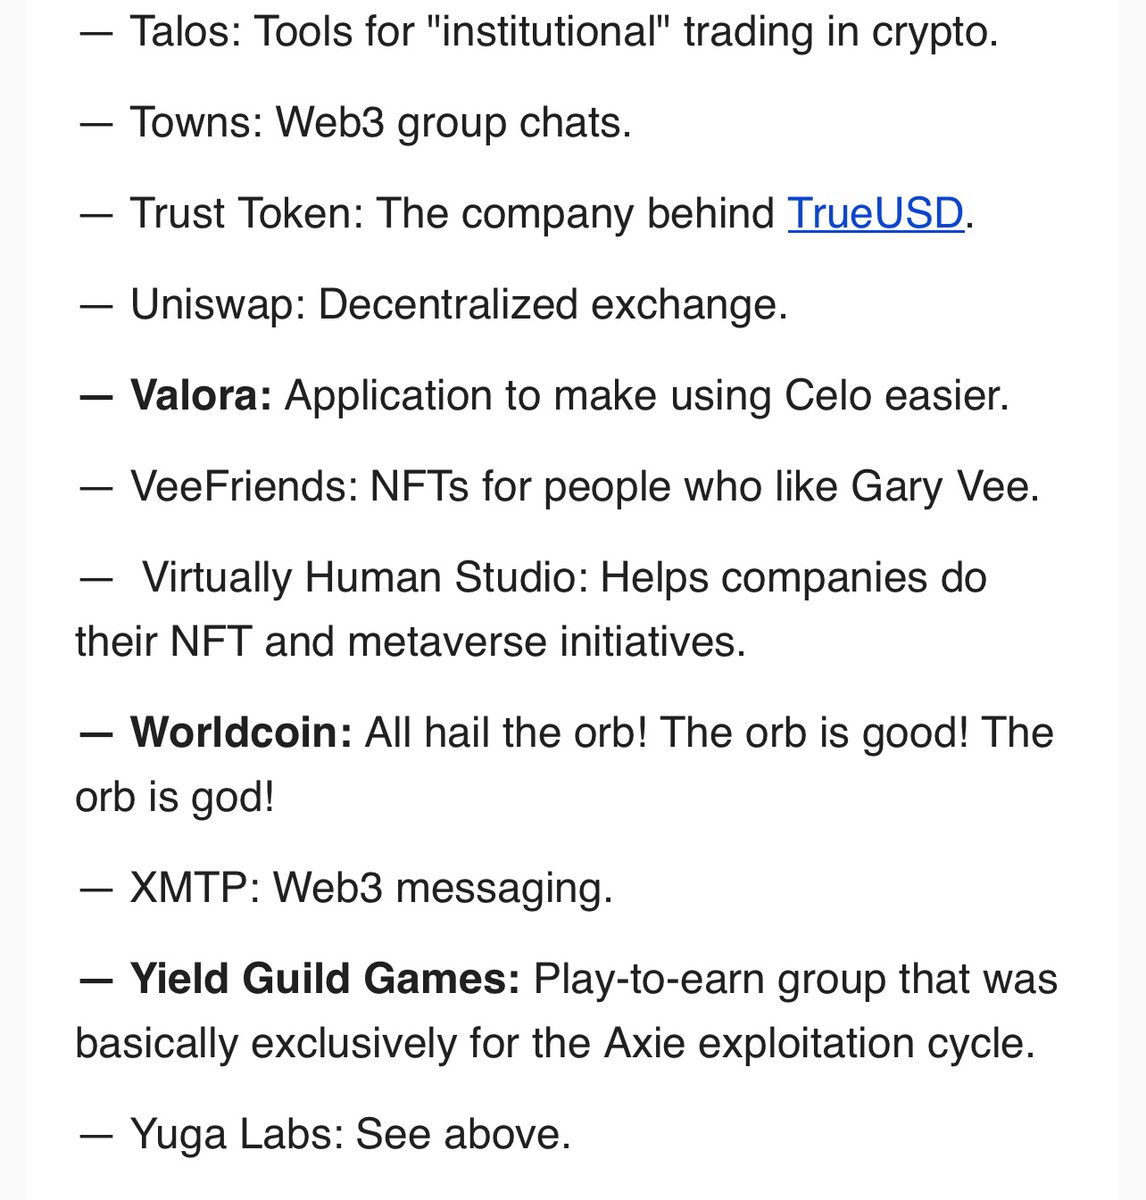 — Talos: Tools for "institutional" trading in crypto.
— Towns: Web3 group chats.
— Trust Token: The company behind TrueUSD.
— Uniswap: Decentralized exchange.
— Valora: Application to make using Celo easier.
— VeeFriends: NFTs for people who like Gary Vee.
— Virtually Human Studio: Helps companies do
their NFT and metaverse initiatives.
— Worldcoin: All hail the orb! The orb is good! The
orb is god!
— XMTP: Web3 messaging.
— Yield Guild Games: Play-to-earn group that was
basically exclusively for the Axie exploitation cycle.
— Yuga Labs: See above.